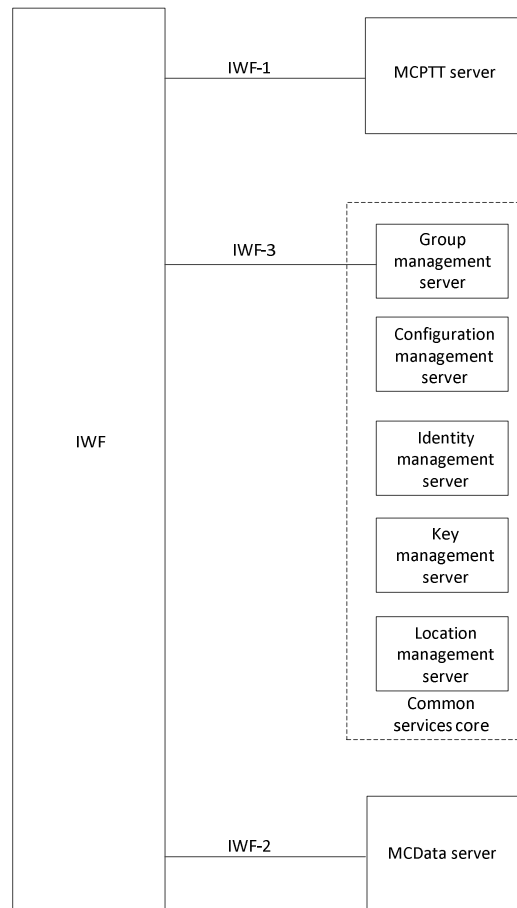 IWF-1
MCPTT server
IWF-3
Group
management
server
Configuration
management
server
IWF
Identity
management
server
Key
management
server
Location
management
server
Common
services core
IWF-2
MCData server